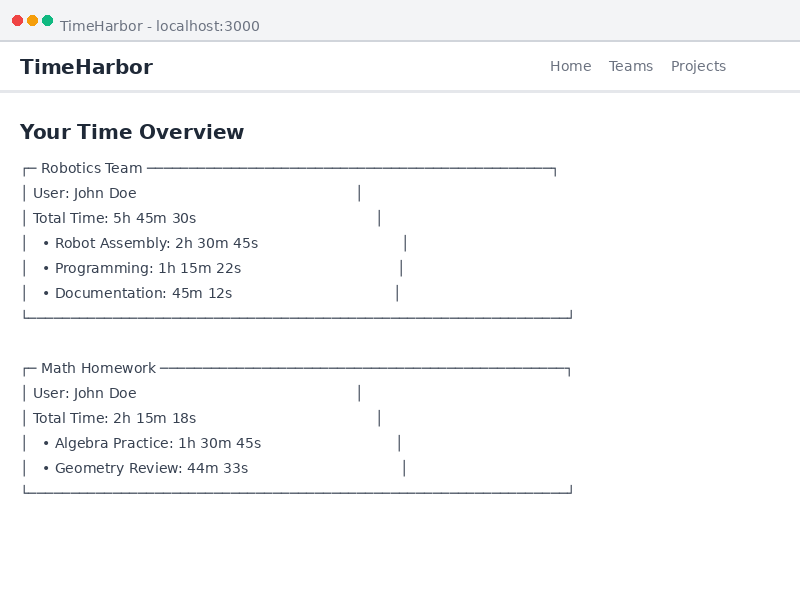 TimeHarbor - localhost:3000
TimeHarbor Home Teams Projects
Your Time Overview
┌─ Robotics Team ─────────────────────────────────────────────────┐
│ User: John Doe │
│ Total Time: 5h 45m 30s │
│ • Robot Assembly: 2h 30m 45s │
│ • Programming: 1h 15m 22s │
│ • Documentation: 45m 12s │
└─────────────────────────────────────────────────────────────────┘
┌─ Math Homework ─────────────────────────────────────────────────┐
│ User: John Doe │
│ Total Time: 2h 15m 18s │
│ • Algebra Practice: 1h 30m 45s │
│ • Geometry Review: 44m 33s │
└─────────────────────────────────────────────────────────────────┘